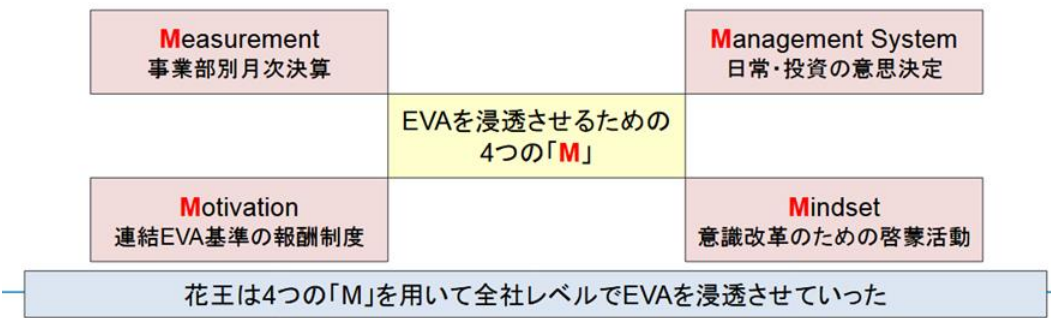 Measurement
事業部別月次決算
Management System
日常・投資の意思決定
EVAを浸透させるための
4つの「M」
Motivation
連結EVA基準の報酬制度
Mindset
意識改革のための啓蒙活動
花王は4つの「M」を用いて全社レベルでEVAを浸透させていった